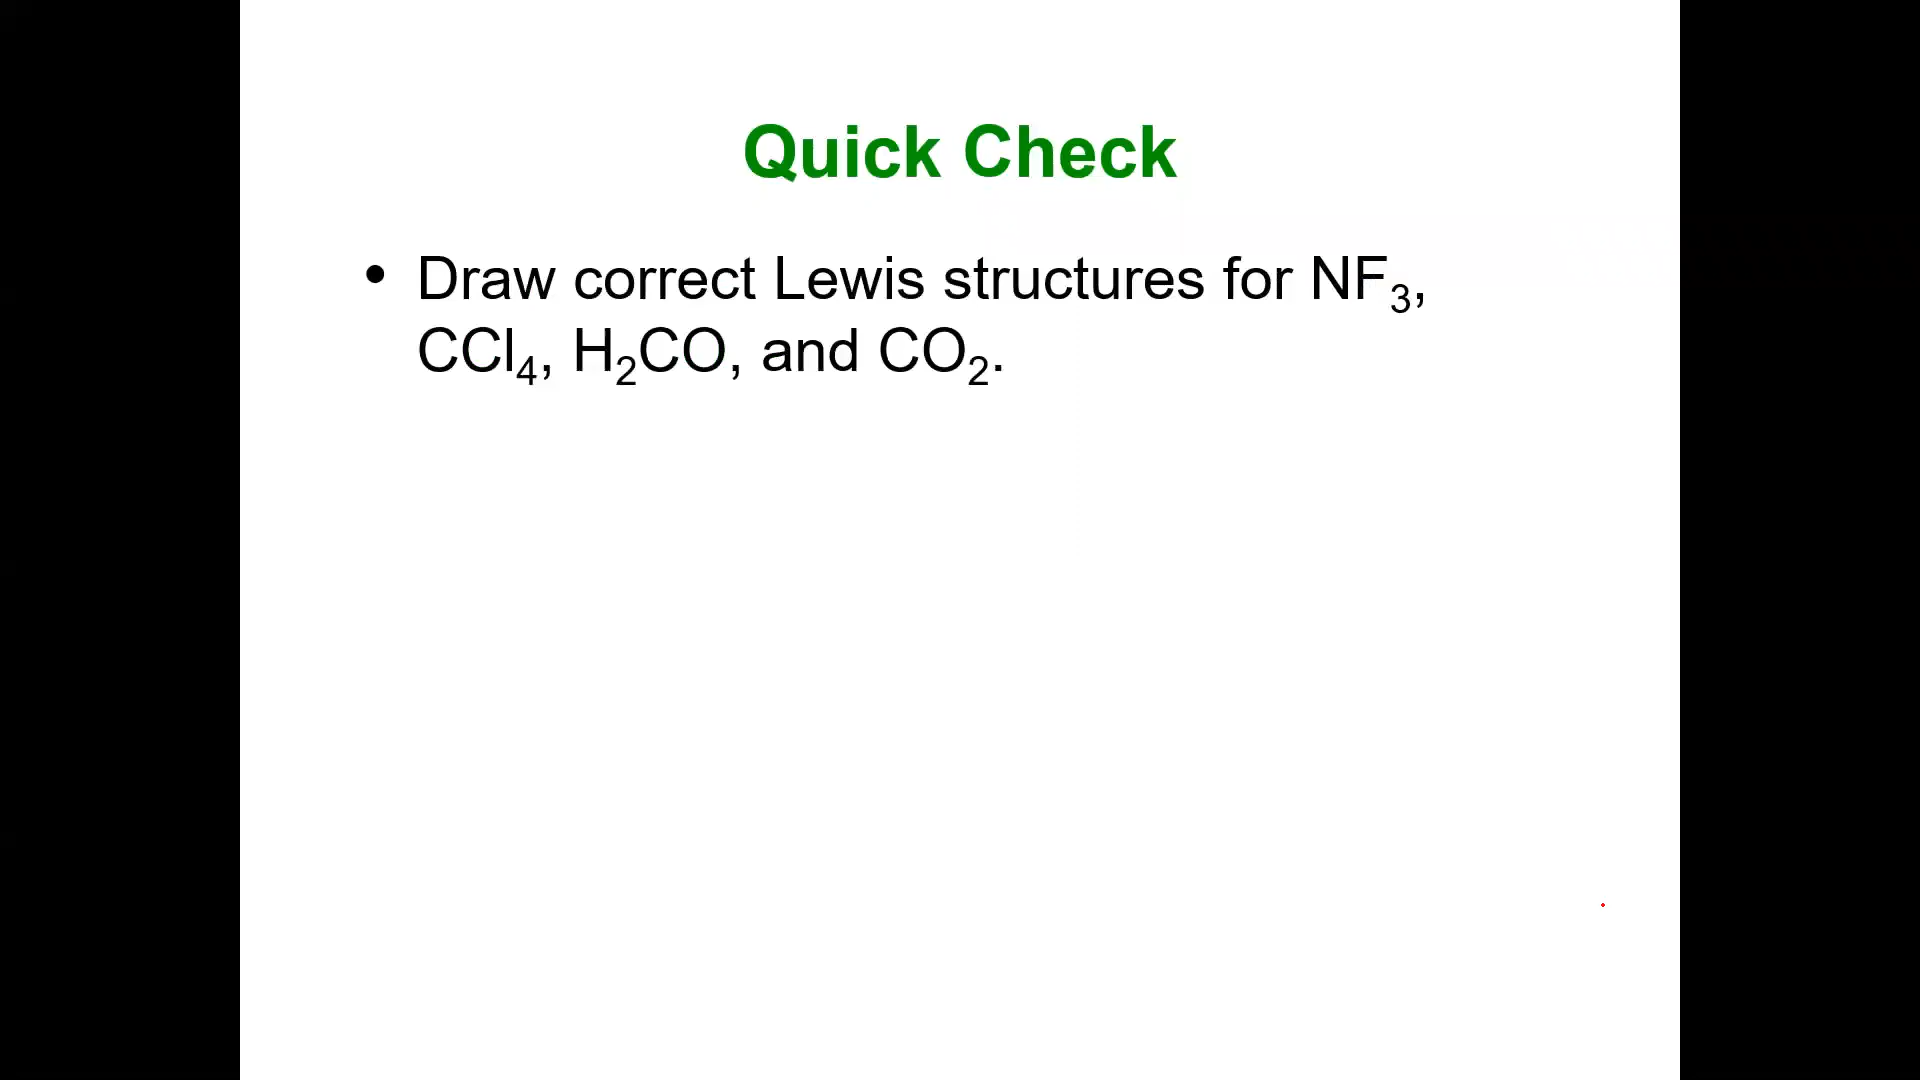 Quick Check
• Draw correct Lewis structures for NF₃,
CCl₄, H₂CO, and CO₂.